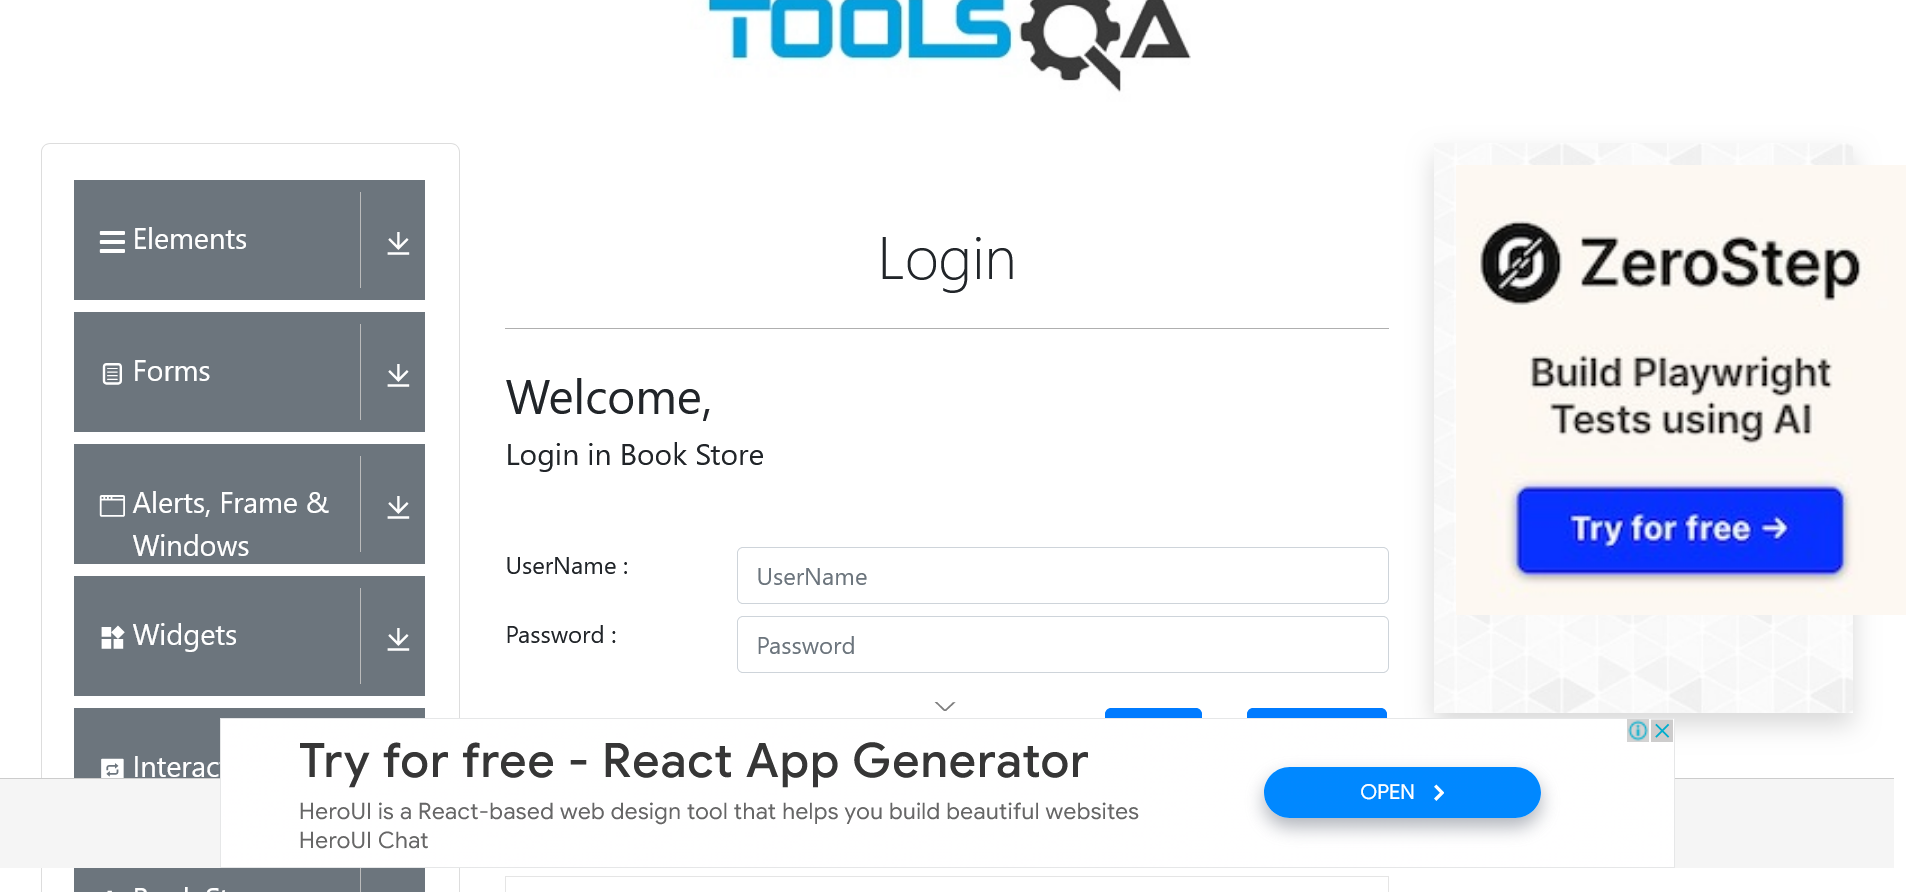 TOOLSQA
Elements
Forms
Alerts, Frame &
Windows
Widgets
Interac
Login
Welcome,
Login in Book Store
UserName :
UserName
Password :
Password
ZeroStep
Build Playwright
Tests using AI
Try for free →
Try for free - React App Generator
HeroUI is a React-based web design tool that helps you build beautiful websites
HeroUI Chat
OPEN